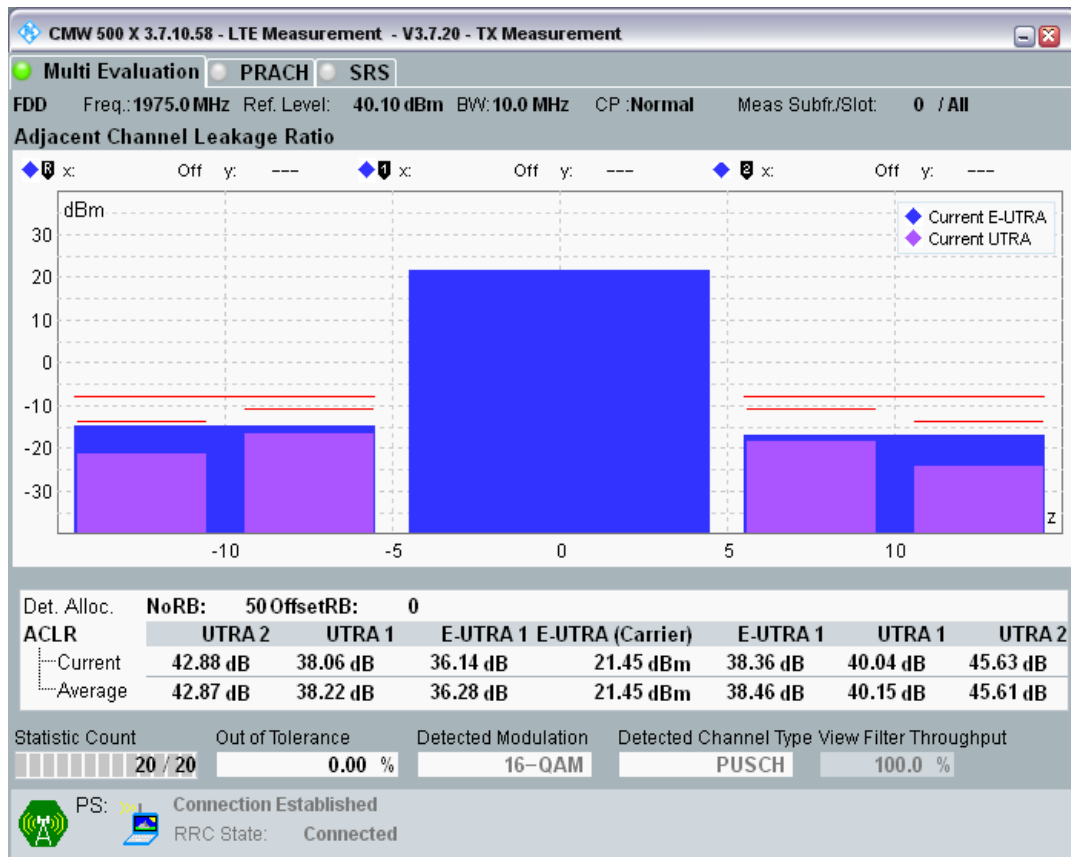 CMW 500 X 3.7.10.58 - LTE Measurement - V3.7.20 - TX Measurement
Multi Evaluation PRACH SRS
FDD Freq.: 1975.0 MHz Ref. Level: 40.10 dBm BW: 10.0 MHz CP :Normal Meas Subfr./Slot: 0 / All
Adjacent Channel Leakage Ratio
R x: Off y: --- 1 x: Off y: --- 2 x: Off y: ---
dBm
Current E-UTRA
Current UTRA
30
20
10
0
-10
-20
-30
z
-10 -5 0 5 10
Det. Alloc. NoRB: 50 OffsetRB: 0
ACLR UTRA 2 UTRA 1 E-UTRA 1 E-UTRA (Carrier) E-UTRA 1 UTRA 1 UTRA 2
Current 42.88 dB 38.06 dB 36.14 dB 21.45 dBm 38.36 dB 40.04 dB 45.63 dB
Average 42.87 dB 38.22 dB 36.28 dB 21.45 dBm 38.46 dB 40.15 dB 45.61 dB
Statistic Count Out of Tolerance Detected Modulation Detected Channel Type View Filter Throughput
20 / 20 0.00 % 16-QAM PUSCH 100.0 %
PS: Connection Established
RRC State: Connected